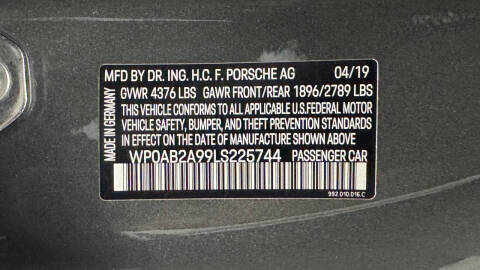 MFD BY DR. ING. H.C. F. PORSCHE AG 04/19
GVWR 4376 LBS GAWR FRONT/REAR 1896/2789 LBS
THIS VEHICLE CONFORMS TO ALL APPLICABLE U.S.FEDERAL MOTOR
VEHICLE SAFETY, BUMPER, AND THEFT PREVENTION STANDARDS
IN EFFECT ON THE DATE OF MANUFACTURE SHOWN ABOVE.
WP0AB2A99LS225744 PASSENGER CAR
992.010.016.C
MADE IN GERMANY